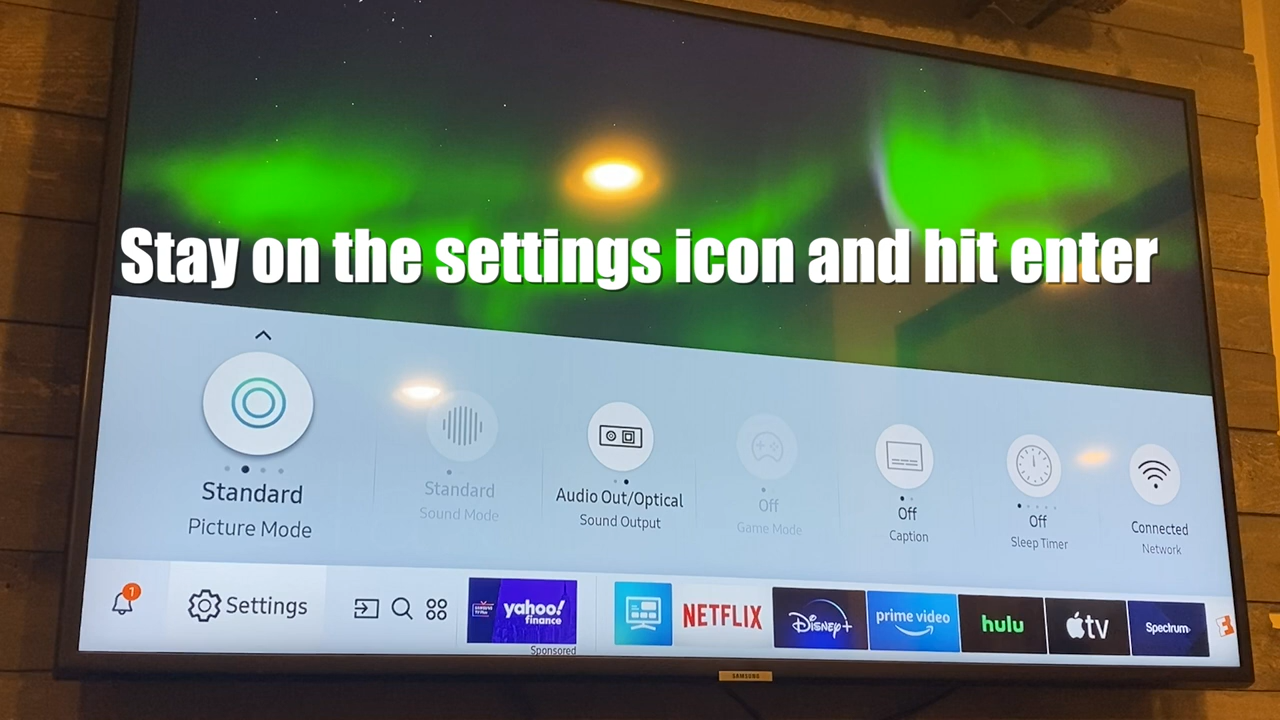 Stay on the settings icon and hit enter
Standard
Picture Mode
Standard
Sound Mode
Audio Out/Optical
Sound Output
Off
Game Mode
Off
Caption
Off
Sleep Timer
Connected
Network
1
Settings
yahoo!
finance
Sponsored
NETFLIX
Disney+
prime video
hulu
tv
Spectrum
SAMSUNG